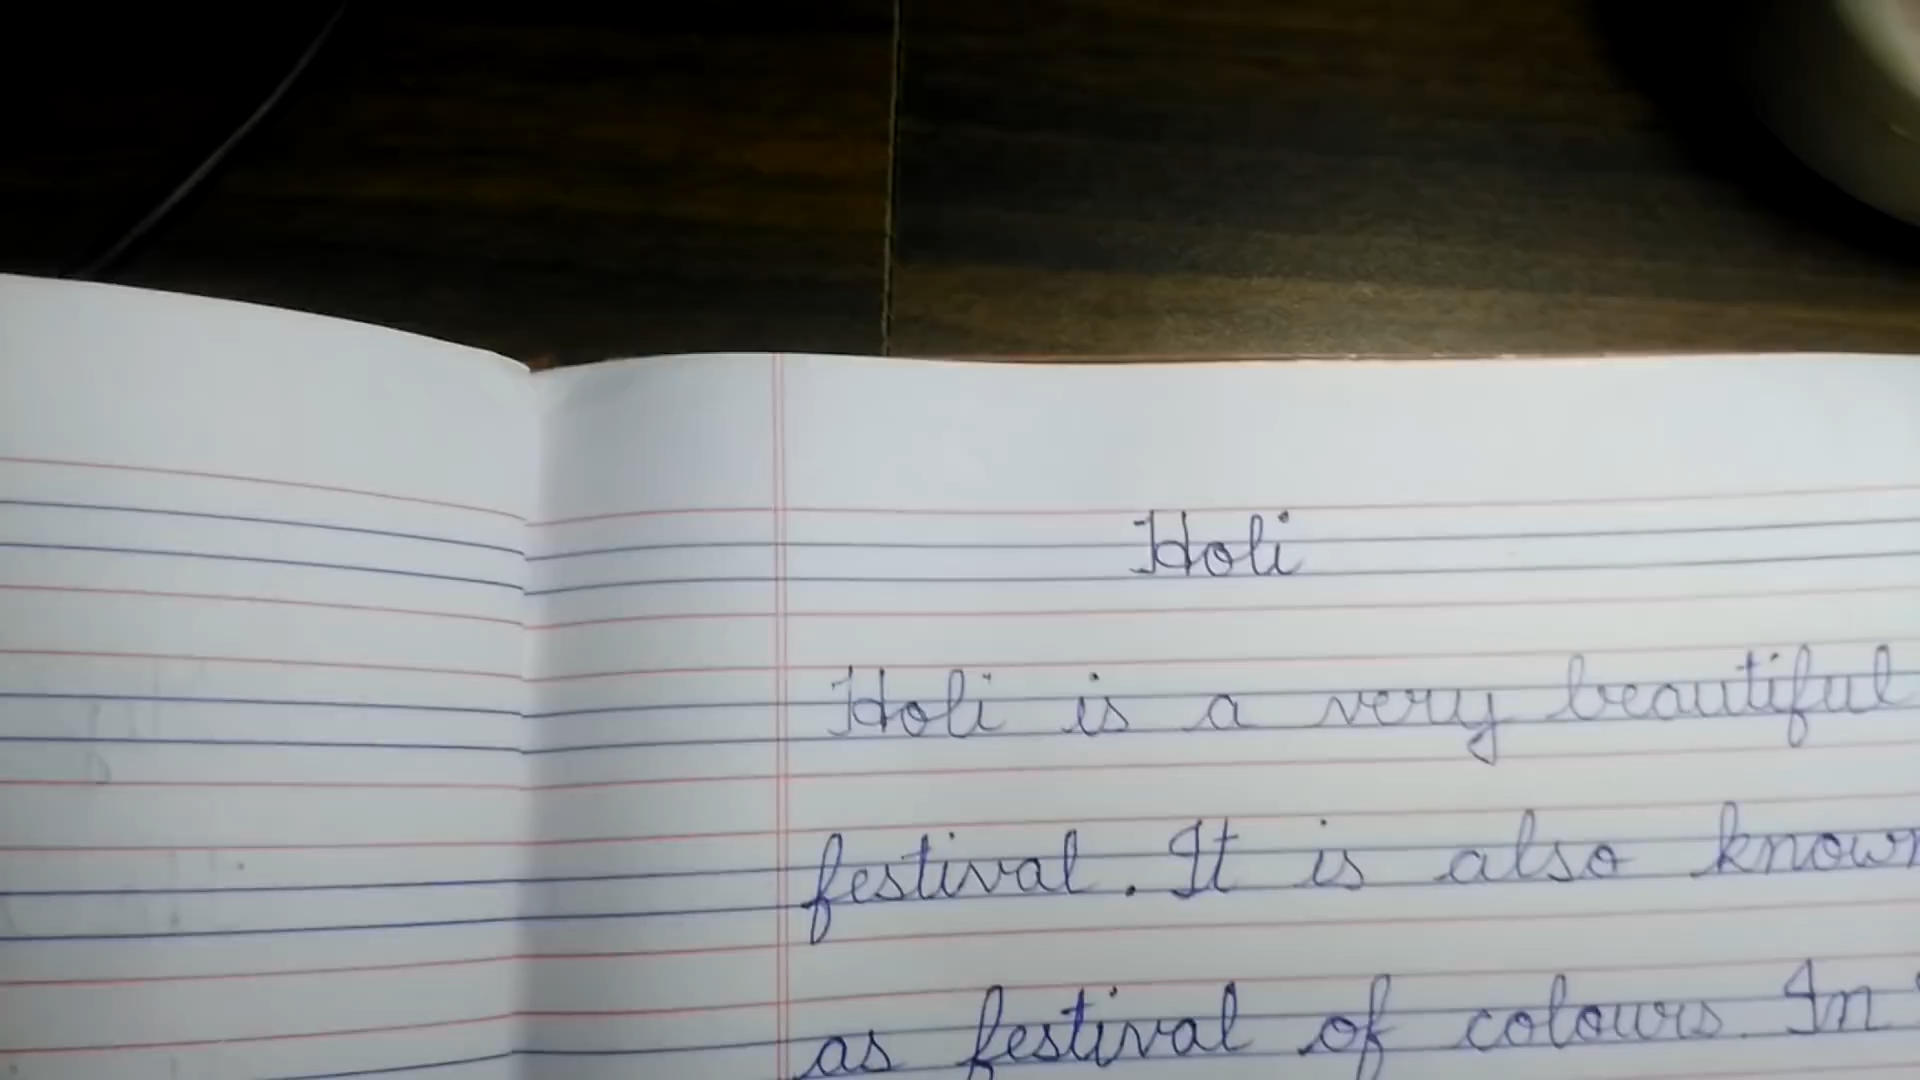 Holi
Holi is a very beautiful
festival. It is also known
as festival of colours. In